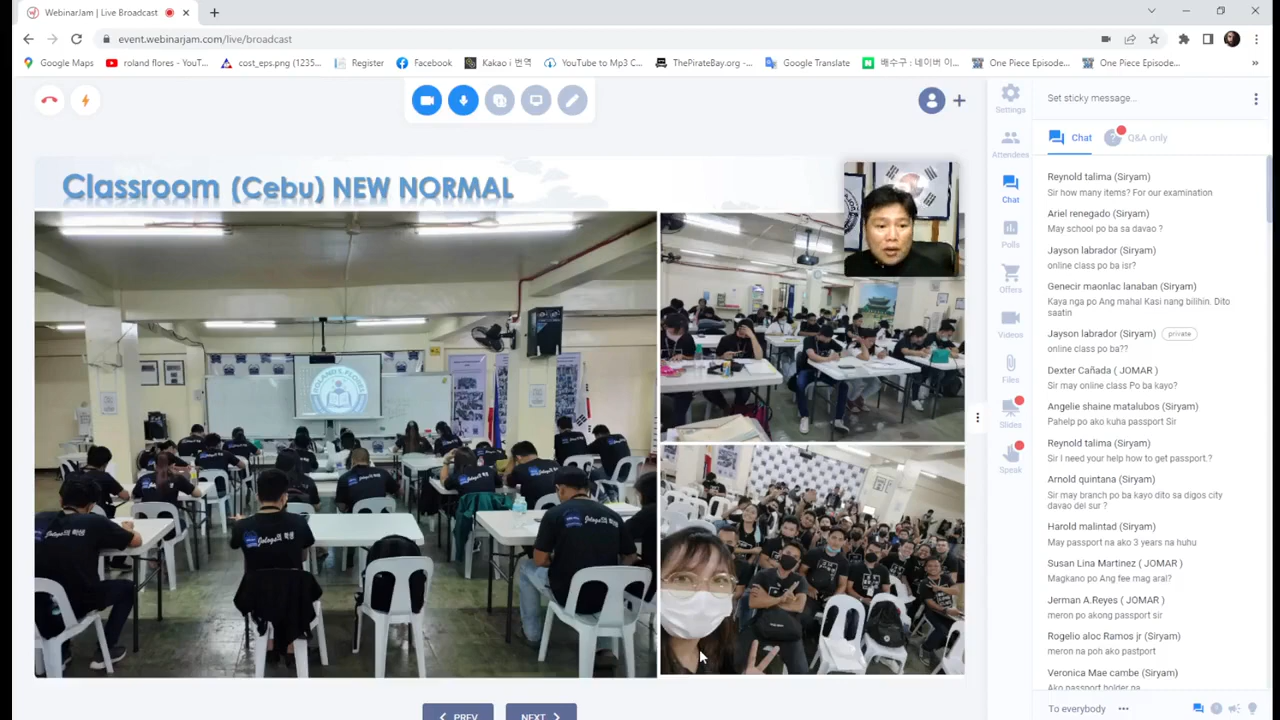 WebinarJam | Live Broadcast
event.webinarjam.com/live/broadcast
Google Maps
roland flores - YouT...
cost_eps.png (1235...
Register
Facebook
Kakao i 번역
YouTube to Mp3 C...
ThePirateBay.org -...
Google Translate
배수구 : 네이버 이...
One Piece Episode...
One Piece Episode...
Classroom (Cebu) NEW NORMAL
PREV
NEXT
Settings
Attendees
Chat
Polls
Offers
Videos
Files
Slides
Speak
Set sticky message...
Chat
Q&A only
Reynold talima (Siryam)
Sir how many items? For our examination
Ariel renegado (Siryam)
May school po ba sa davao ?
Jayson labrador (Siryam)
online class po ba isr?
Genecir maonlac lanaban (Siryam)
Kaya nga po Ang mahal Kasi nang bilihin. Dito
saatin
Jayson labrador (Siryam) private
online class po ba??
Dexter Cañada ( JOMAR )
Sir may online class Po ba kayo?
Angelie shaine matalubos (Siryam)
Pahelp po ako kuha passport Sir
Reynold talima (Siryam)
Sir I need your help how to get passport.?
Arnold quintana (Siryam)
Sir may branch po ba kayo dito sa digos city
davao del sur ?
Harold malintad (Siryam)
May passport na ako 3 years na huhu
Susan Lina Martinez ( JOMAR )
Magkano po Ang fee mag aral?
Jerman A.Reyes ( JOMAR )
meron po akong passport sir
Rogelio aloc Ramos jr (Siryam)
meron na poh ako pastport
Veronica Mae cambe (Siryam)
Ako passport holder na
To everybody